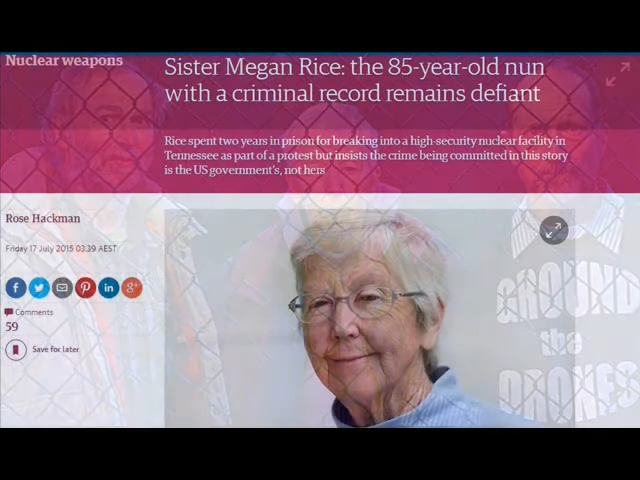 Nuclear weapons
Sister Megan Rice: the 85-year-old nun
with a criminal record remains defiant
Rice spent two years in prison for breaking into a high-security nuclear facility in
Tennessee as part of a protest but insists the crime being committed in this story
is the US government's, not hers
Rose Hackman
Friday 17 July 2015 03.39 AEST
Comments
59
Save for later
GROUND
the
DRONES